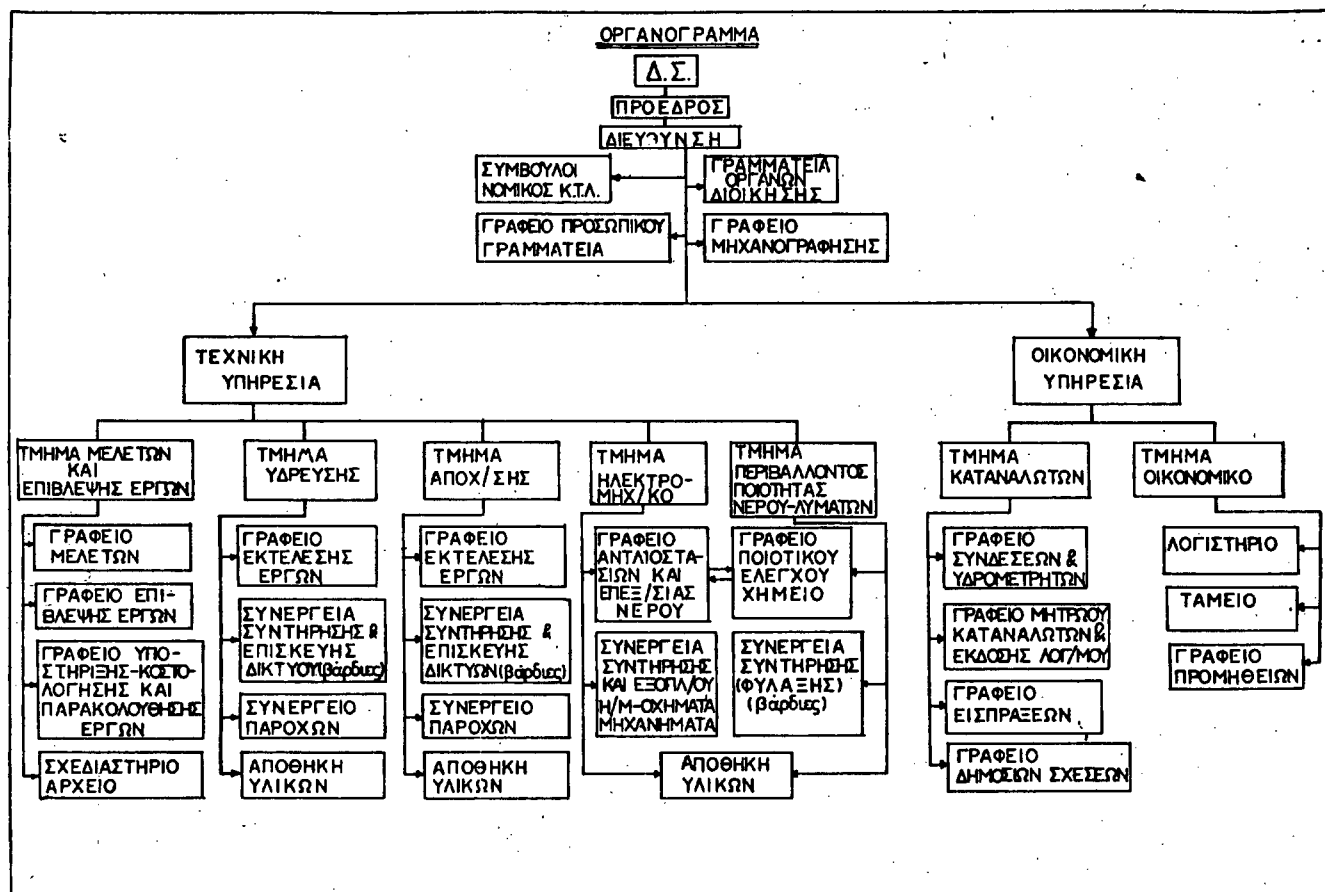 ΟΡΓΑΝΟΓΡΑΜΜΑ
Δ.Σ.
ΠΡΟΕΔΡΟΣ
ΔΙΕΥΘΥΝΣΗ
ΣΥΜΒΟΥΛΟΙ
ΝΟΜΙΚΟΣ Κ.Τ.Λ.
ΓΡΑΜΜΑΤΕΙΑ
ΟΡΓΑΝΩΝ
ΔΙΟΙΚΗΣΗΣ
ΓΡΑΦΕΙΟ ΠΡΟΣΩΠΙΚΟΥ
ΓΡΑΜΜΑΤΕΙΑ
ΓΡΑΦΕΙΟ
ΜΗΧΑΝΟΓΡΑΦΗΣΗΣ
ΤΕΧΝΙΚΗ
ΥΠΗΡΕΣΙΑ
ΟΙΚΟΝΟΜΙΚΗ
ΥΠΗΡΕΣΙΑ
ΤΜΗΜΑ ΜΕΛΕΤΩΝ
ΚΑΙ
ΕΠΙΒΛΕΨΗΣ ΕΡΓΩΝ
ΓΡΑΦΕΙΟ
ΜΕΛΕΤΩΝ
ΓΡΑΦΕΙΟ ΕΠΙ-
ΒΛΕΨΗΣ ΕΡΓΩΝ
ΓΡΑΦΕΙΟ ΥΠΟ-
ΣΤΗΡΙΞΗΣ-ΚΟΣΤΟ-
ΛΟΓΗΣΗΣ ΚΑΙ
ΠΑΡΑΚΟΛΟΥΘΗΣΗΣ
ΕΡΓΩΝ
ΣΧΕΔΙΑΣΤΗΡΙΟ
ΑΡΧΕΙΟ
ΤΜΗΜΑ
ΥΔΡΕΥΣΗΣ
ΓΡΑΦΕΙΟ
ΕΚΤΕΛΕΣΗΣ
ΕΡΓΩΝ
ΣΥΝΕΡΓΕΙΑ
ΣΥΝΤΗΡΗΣΗΣ &
ΕΠΙΣΚΕΥΗΣ
ΔΙΚΤΥΟΥ(βάρδιες)
ΣΥΝΕΡΓΕΙΟ
ΠΑΡΟΧΩΝ
ΑΠΟΘΗΚΗ
ΥΛΙΚΩΝ
ΤΜΗΜΑ
ΑΠΟΧ/ΣΗΣ
ΓΡΑΦΕΙΟ
ΕΚΤΕΛΕΣΗΣ
ΕΡΓΩΝ
ΣΥΝΕΡΓΕΙΑ
ΣΥΝΤΗΡΗΣΗΣ &
ΕΠΙΣΚΕΥΗΣ
ΔΙΚΤΥΩΝ(βάρδιες)
ΣΥΝΕΡΓΕΙΟ
ΠΑΡΟΧΩΝ
ΑΠΟΘΗΚΗ
ΥΛΙΚΩΝ
ΤΜΗΜΑ
ΗΛΕΚΤΡΟ-
ΜΗΧ/ΚΟ
ΓΡΑΦΕΙΟ
ΑΝΤΛΙΟΣΤΑ-
ΣΙΩΝ ΚΑΙ
ΕΠΕΞ/ΣΙΑΣ
ΝΕΡΟΥ
ΣΥΝΕΡΓΕΙΑ
ΣΥΝΤΗΡΗΣΗΣ
ΚΑΙ ΕΞΟΠΛ/ΟΥ
Η/Μ-ΟΧΗΜΑΤΑ
ΜΗΧΑΝΗΜΑΤΑ
ΤΜΗΜΑ
ΠΕΡΙΒΑΛΛΟΝΤΟΣ
ΠΟΙΟΤΗΤΑΣ
ΝΕΡΟΥ-ΛΥΜΑΤΩΝ
ΓΡΑΦΕΙΟ
ΠΟΙΟΤΙΚΟΥ
ΕΛΕΓΧΟΥ
ΧΗΜΕΙΟ
ΣΥΝΕΡΓΕΙΑ
ΣΥΝΤΗΡΗΣΗΣ
(ΦΥΛΑΞΗΣ)
(βάρδιες)
ΑΠΟΘΗΚΗ
ΥΛΙΚΩΝ
ΤΜΗΜΑ
ΚΑΤΑΝΑΛΩΤΩΝ
ΓΡΑΦΕΙΟ
ΣΥΝΔΕΣΕΩΝ &
ΥΔΡΟΜΕΤΡΗΤΩΝ
ΓΡΑΦΕΙΟ ΜΗΤΡΩΟΥ
ΚΑΤΑΝΑΛΩΤΩΝ &
ΕΚΔΟΣΗΣ ΛΟΓ/ΜΟΥ
ΓΡΑΦΕΙΟ
ΕΙΣΠΡΑΞΕΩΝ
ΓΡΑΦΕΙΟ
ΔΗΜΟΣΙΩΝ ΣΧΕΣΕΩΝ
ΤΜΗΜΑ
ΟΙΚΟΝΟΜΙΚΟ
ΛΟΓΙΣΤΗΡΙΟ
ΤΑΜΕΙΟ
ΓΡΑΦΕΙΟ
ΠΡΟΜΗΘΕΙΩΝ